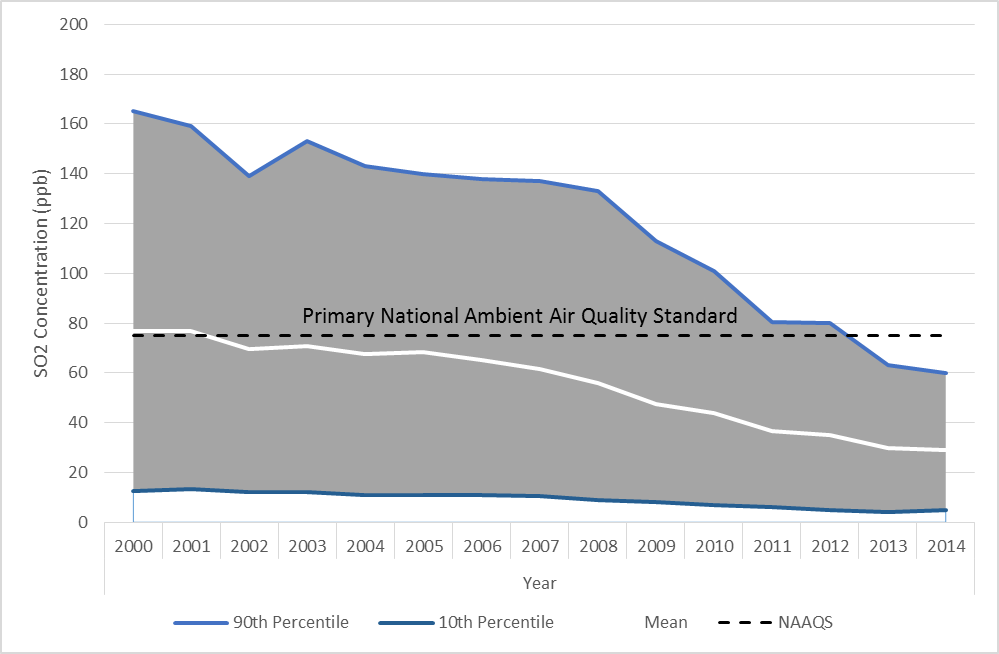 200
180
160
140
120
100
80
60
40
20
0
SO2 Concentration (ppb)
Primary National Ambient Air Quality Standard
2000 2001 2002 2003 2004 2005 2006 2007 2008 2009 2010 2011 2012 2013 2014
Year
90th Percentile 10th Percentile Mean NAAQS